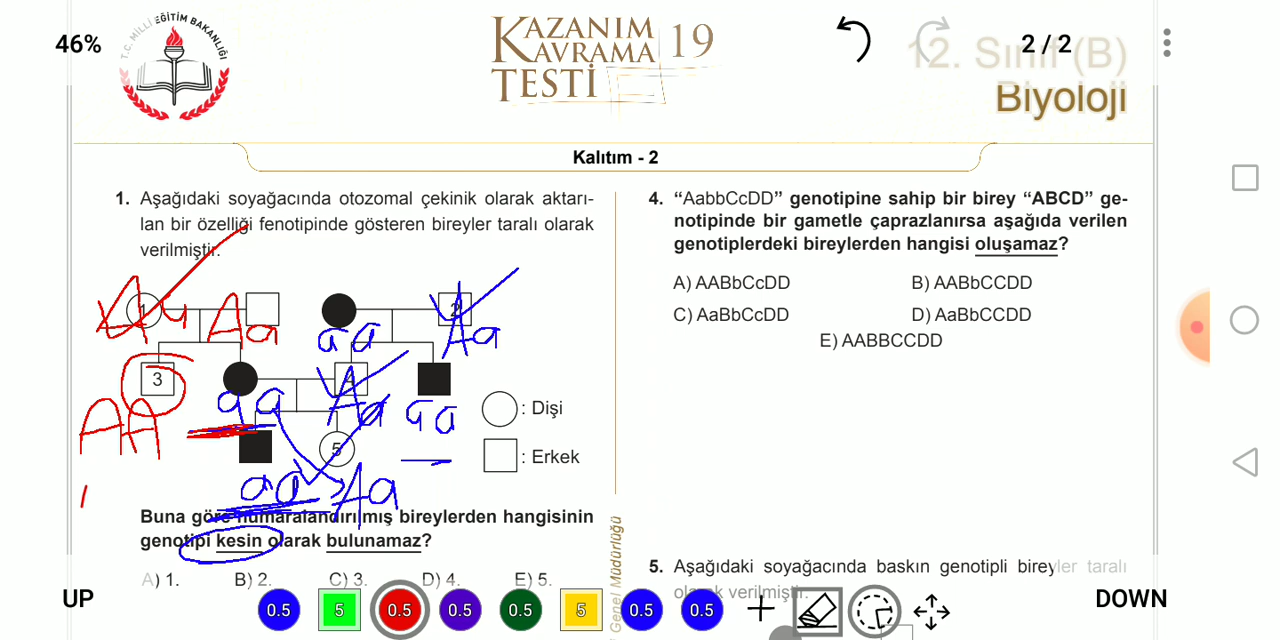 46%
T.C. MİLLÎ EĞİTİM BAKANLIĞI
KAZANIM
KAVRAMA
TESTİ
19
2 / 2
12. Sınıf (B)
Biyoloji
Kalıtım - 2
1. Aşağıdaki soyağacında otozomal çekinik olarak aktarı-
lan bir özelliği fenotipinde gösteren bireyler taralı olarak
verilmiştir.
1
2
Aa
aa
Aa
3
4
AA
aa
Aa
aa
5
aa
Aa
: Dişi
: Erkek
Buna göre numaralandırılmış bireylerden hangisinin
genotipi kesin olarak bulunamaz?
A) 1. B) 2. C) 3. D) 4. E) 5.
Genel Müdürlüğü
4. “AabbCcDD” genotipine sahip bir birey “ABCD” ge-
notipinde bir gametle çaprazlanırsa aşağıda verilen
genotiplerdeki bireylerden hangisi oluşamaz?
A) AABbCcDD B) AABbCCDD
C) AaBbCcDD D) AaBbCCDD
E) AABBCCDD
5. Aşağıdaki soyağacında baskın genotipli bireyler taralı
olarak verilmiştir.
UP
0.5
5
0.5
0.5
0.5
5
0.5
0.5
DOWN